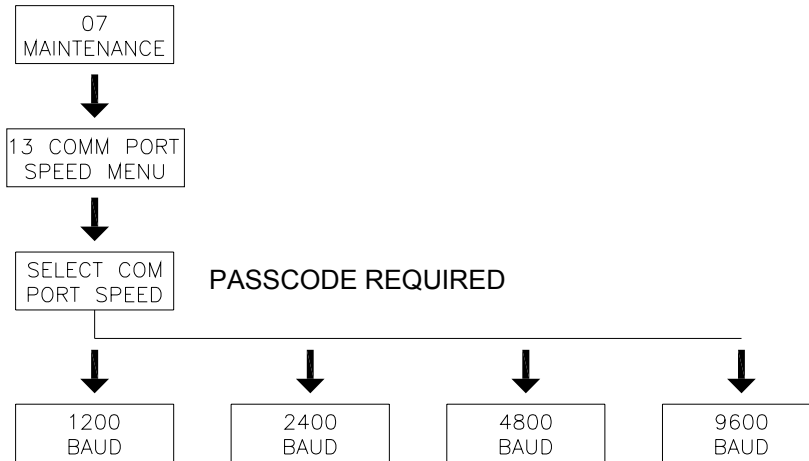 07
MAINTENANCE
13 COMM PORT
SPEED MENU
SELECT COM
PORT SPEED
PASSCODE REQUIRED
1200
BAUD
2400
BAUD
4800
BAUD
9600
BAUD